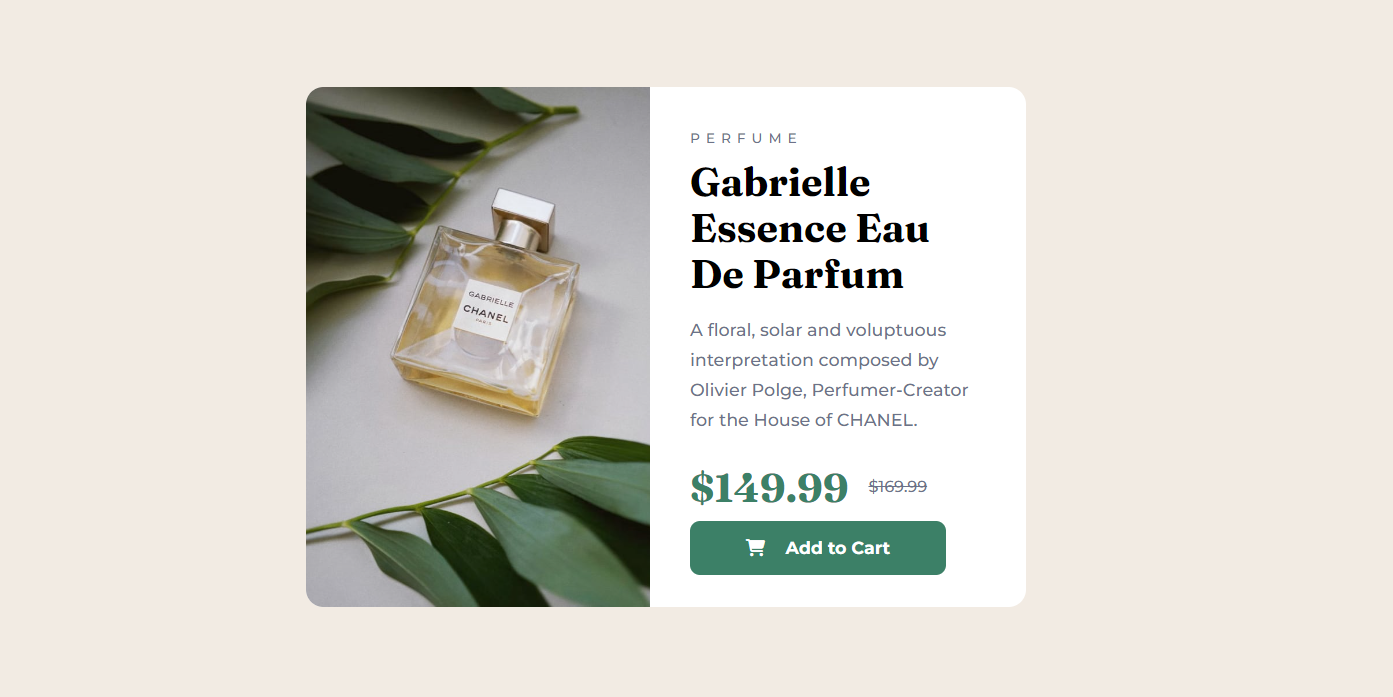 GABRIELLE
CHANEL
PARIS
PERFUME
Gabrielle
Essence Eau
De Parfum
A floral, solar and voluptuous
interpretation composed by
Olivier Polge, Perfumer-Creator
for the House of CHANEL.
$149.99 $169.99
Add to Cart